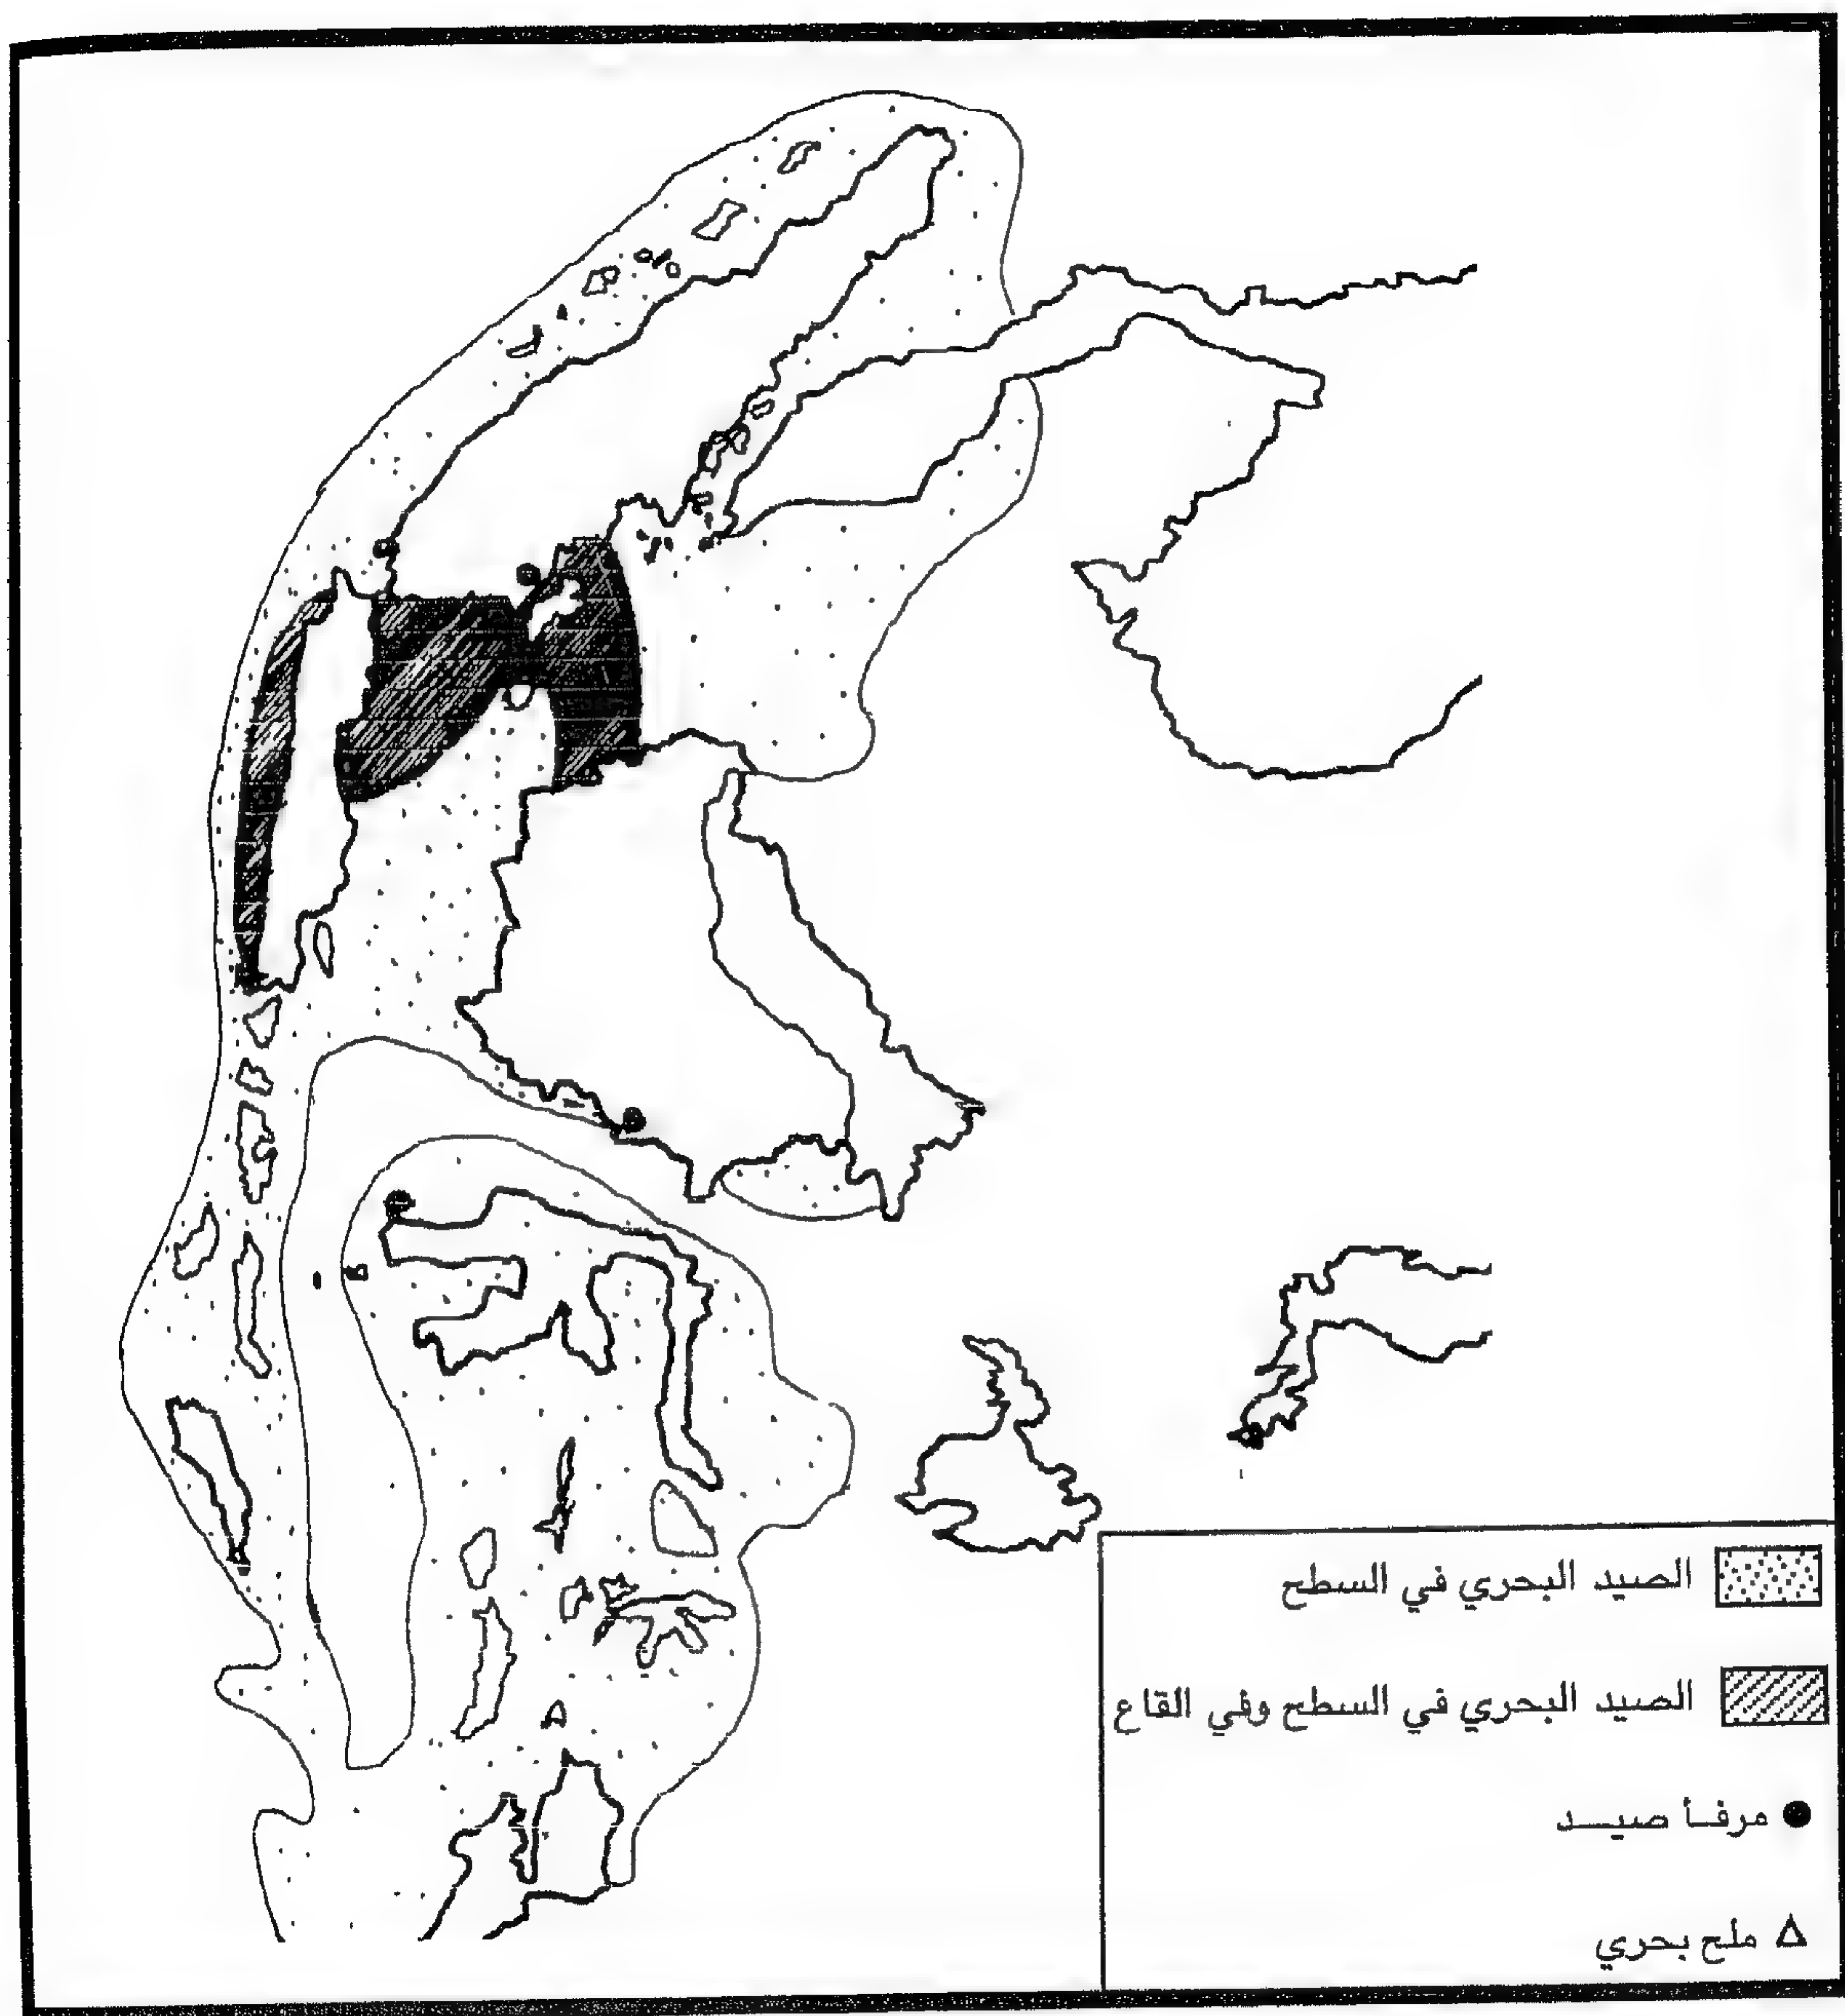 الصيد البحري في السطح
الصيد البحري في السطح وفي القاع
مرفأ صيد
ملح بحري